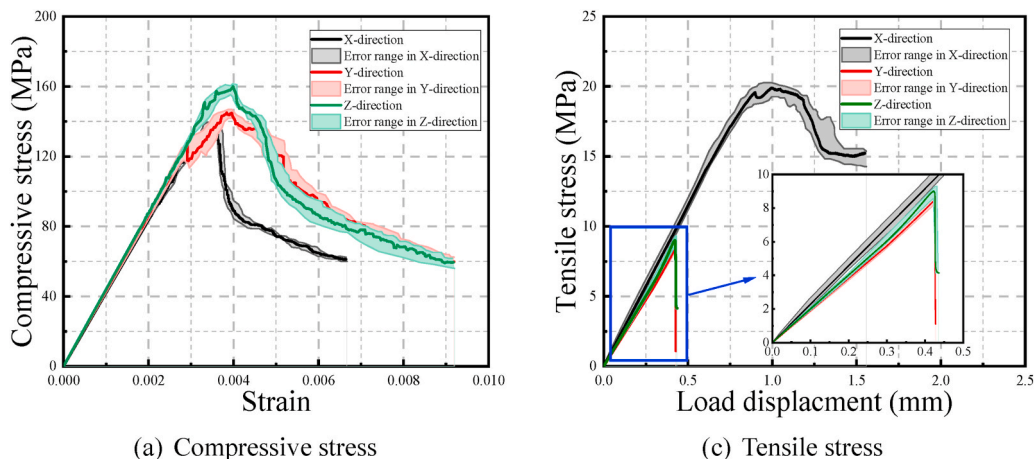 Compressive stress (MPa)
200
160
120
80
40
0
X-direction
Error range in X-direction
Y-direction
Error range in Y-direction
Z-direction
Error range in Z-direction
0.000
0.002
0.004
0.006
0.008
0.010
Strain
(a) Compressive stress
Tensile stress (MPa)
25
20
15
10
5
0
X-direction
Error range in X-direction
Y-direction
Error range in Y-direction
Z-direction
Error range in Z-direction
10
8
6
4
2
0
0.0
0.1
0.2
0.3
0.4
0.5
0.0
0.5
1.0
1.5
2.0
2.5
Load displacment (mm)
(c) Tensile stress